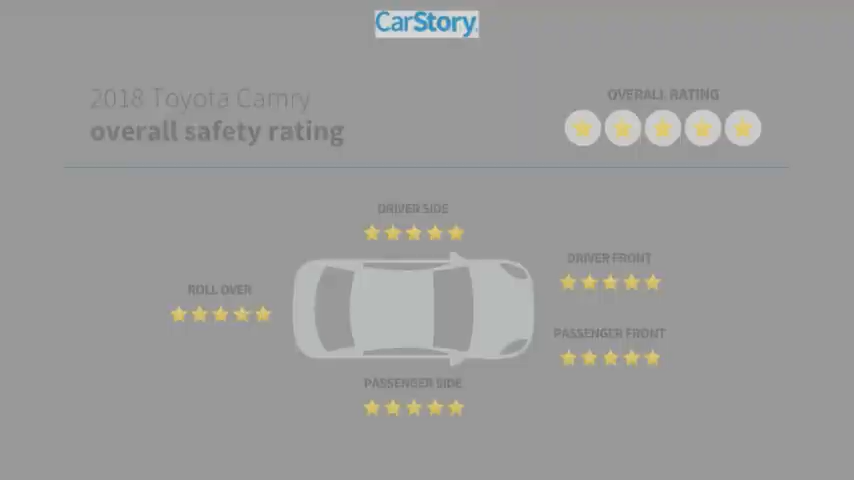 CarStory
2018 Toyota Camry
overall safety rating
OVERALL RATING
DRIVER SIDE
DRIVER FRONT
ROLL OVER
PASSENGER FRONT
PASSENGER SIDE